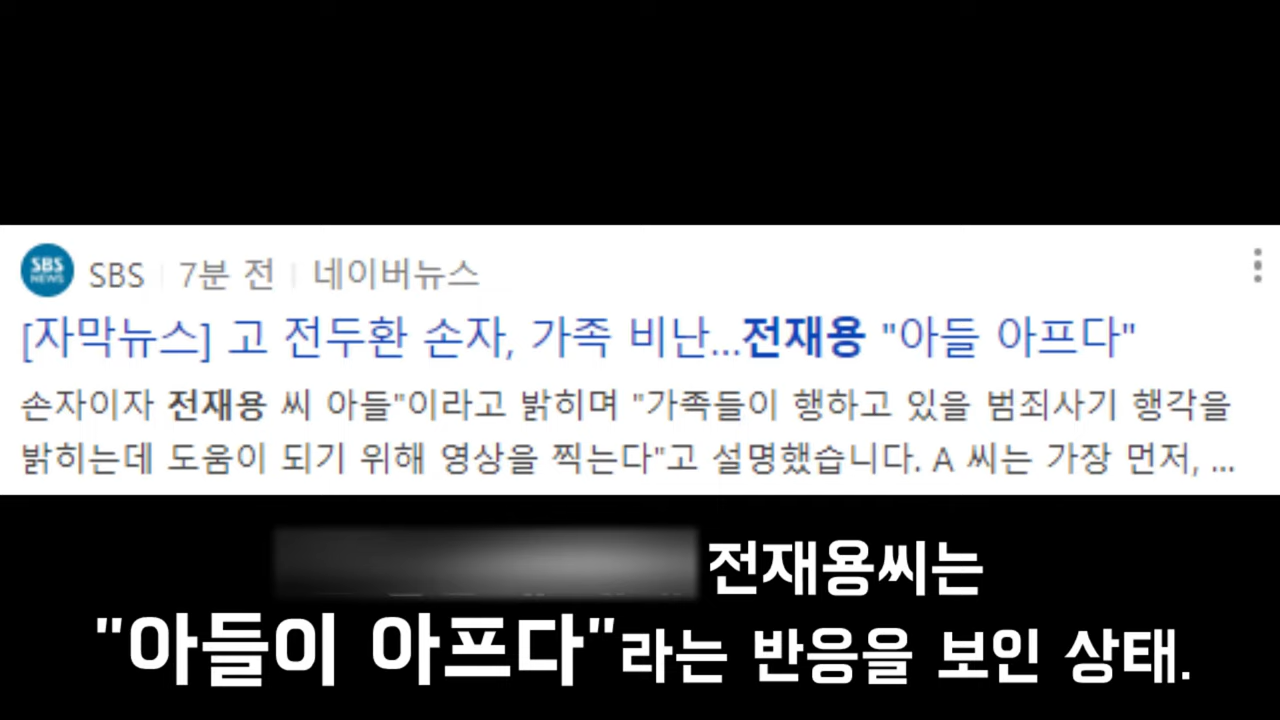 SBS NEWS
SBS 7분 전 네이버뉴스
[자막뉴스] 고 전두환 손자, 가족 비난...전재용 "아들 아프다"
손자이자 전재용 씨 아들"이라고 밝히며 "가족들이 행하고 있을 범죄사기 행각을
밝히는데 도움이 되기 위해 영상을 찍는다"고 설명했습니다. A 씨는 가장 먼저, ...
전재용씨는
"아들이 아프다"라는 반응을 보인 상태.